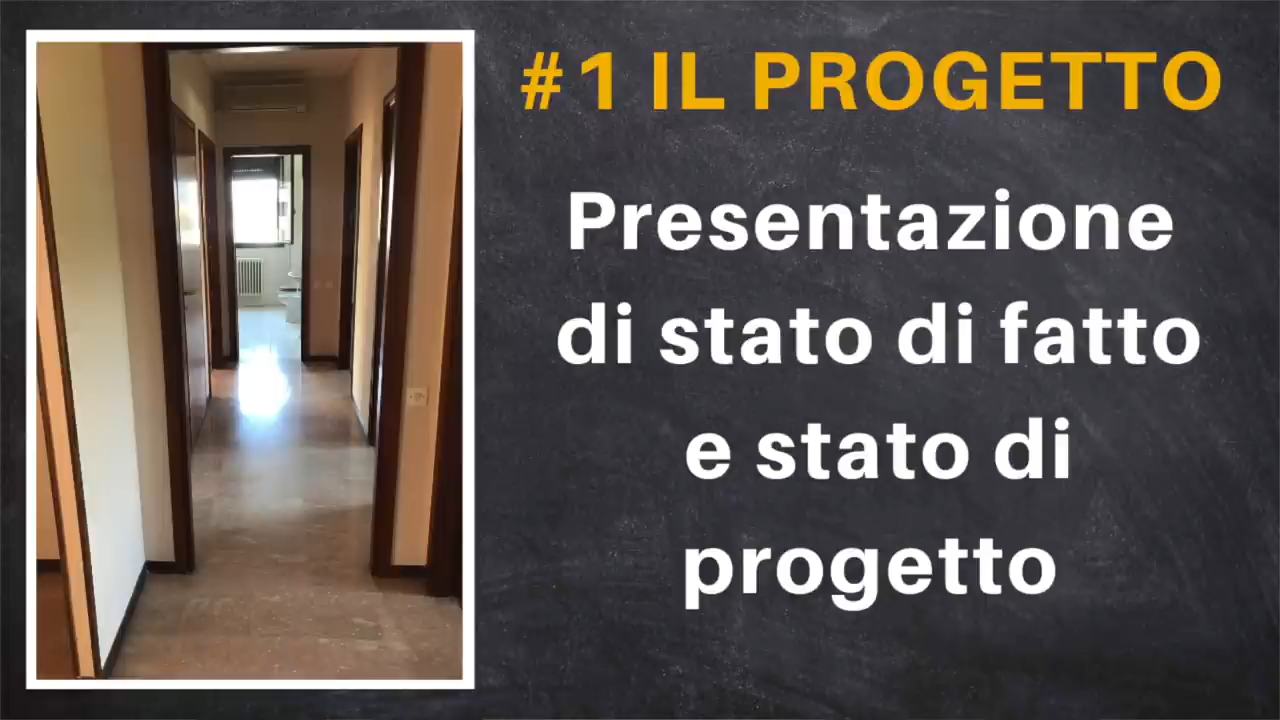 #1 IL PROGETTO
Presentazione
di stato di fatto
e stato di
progetto